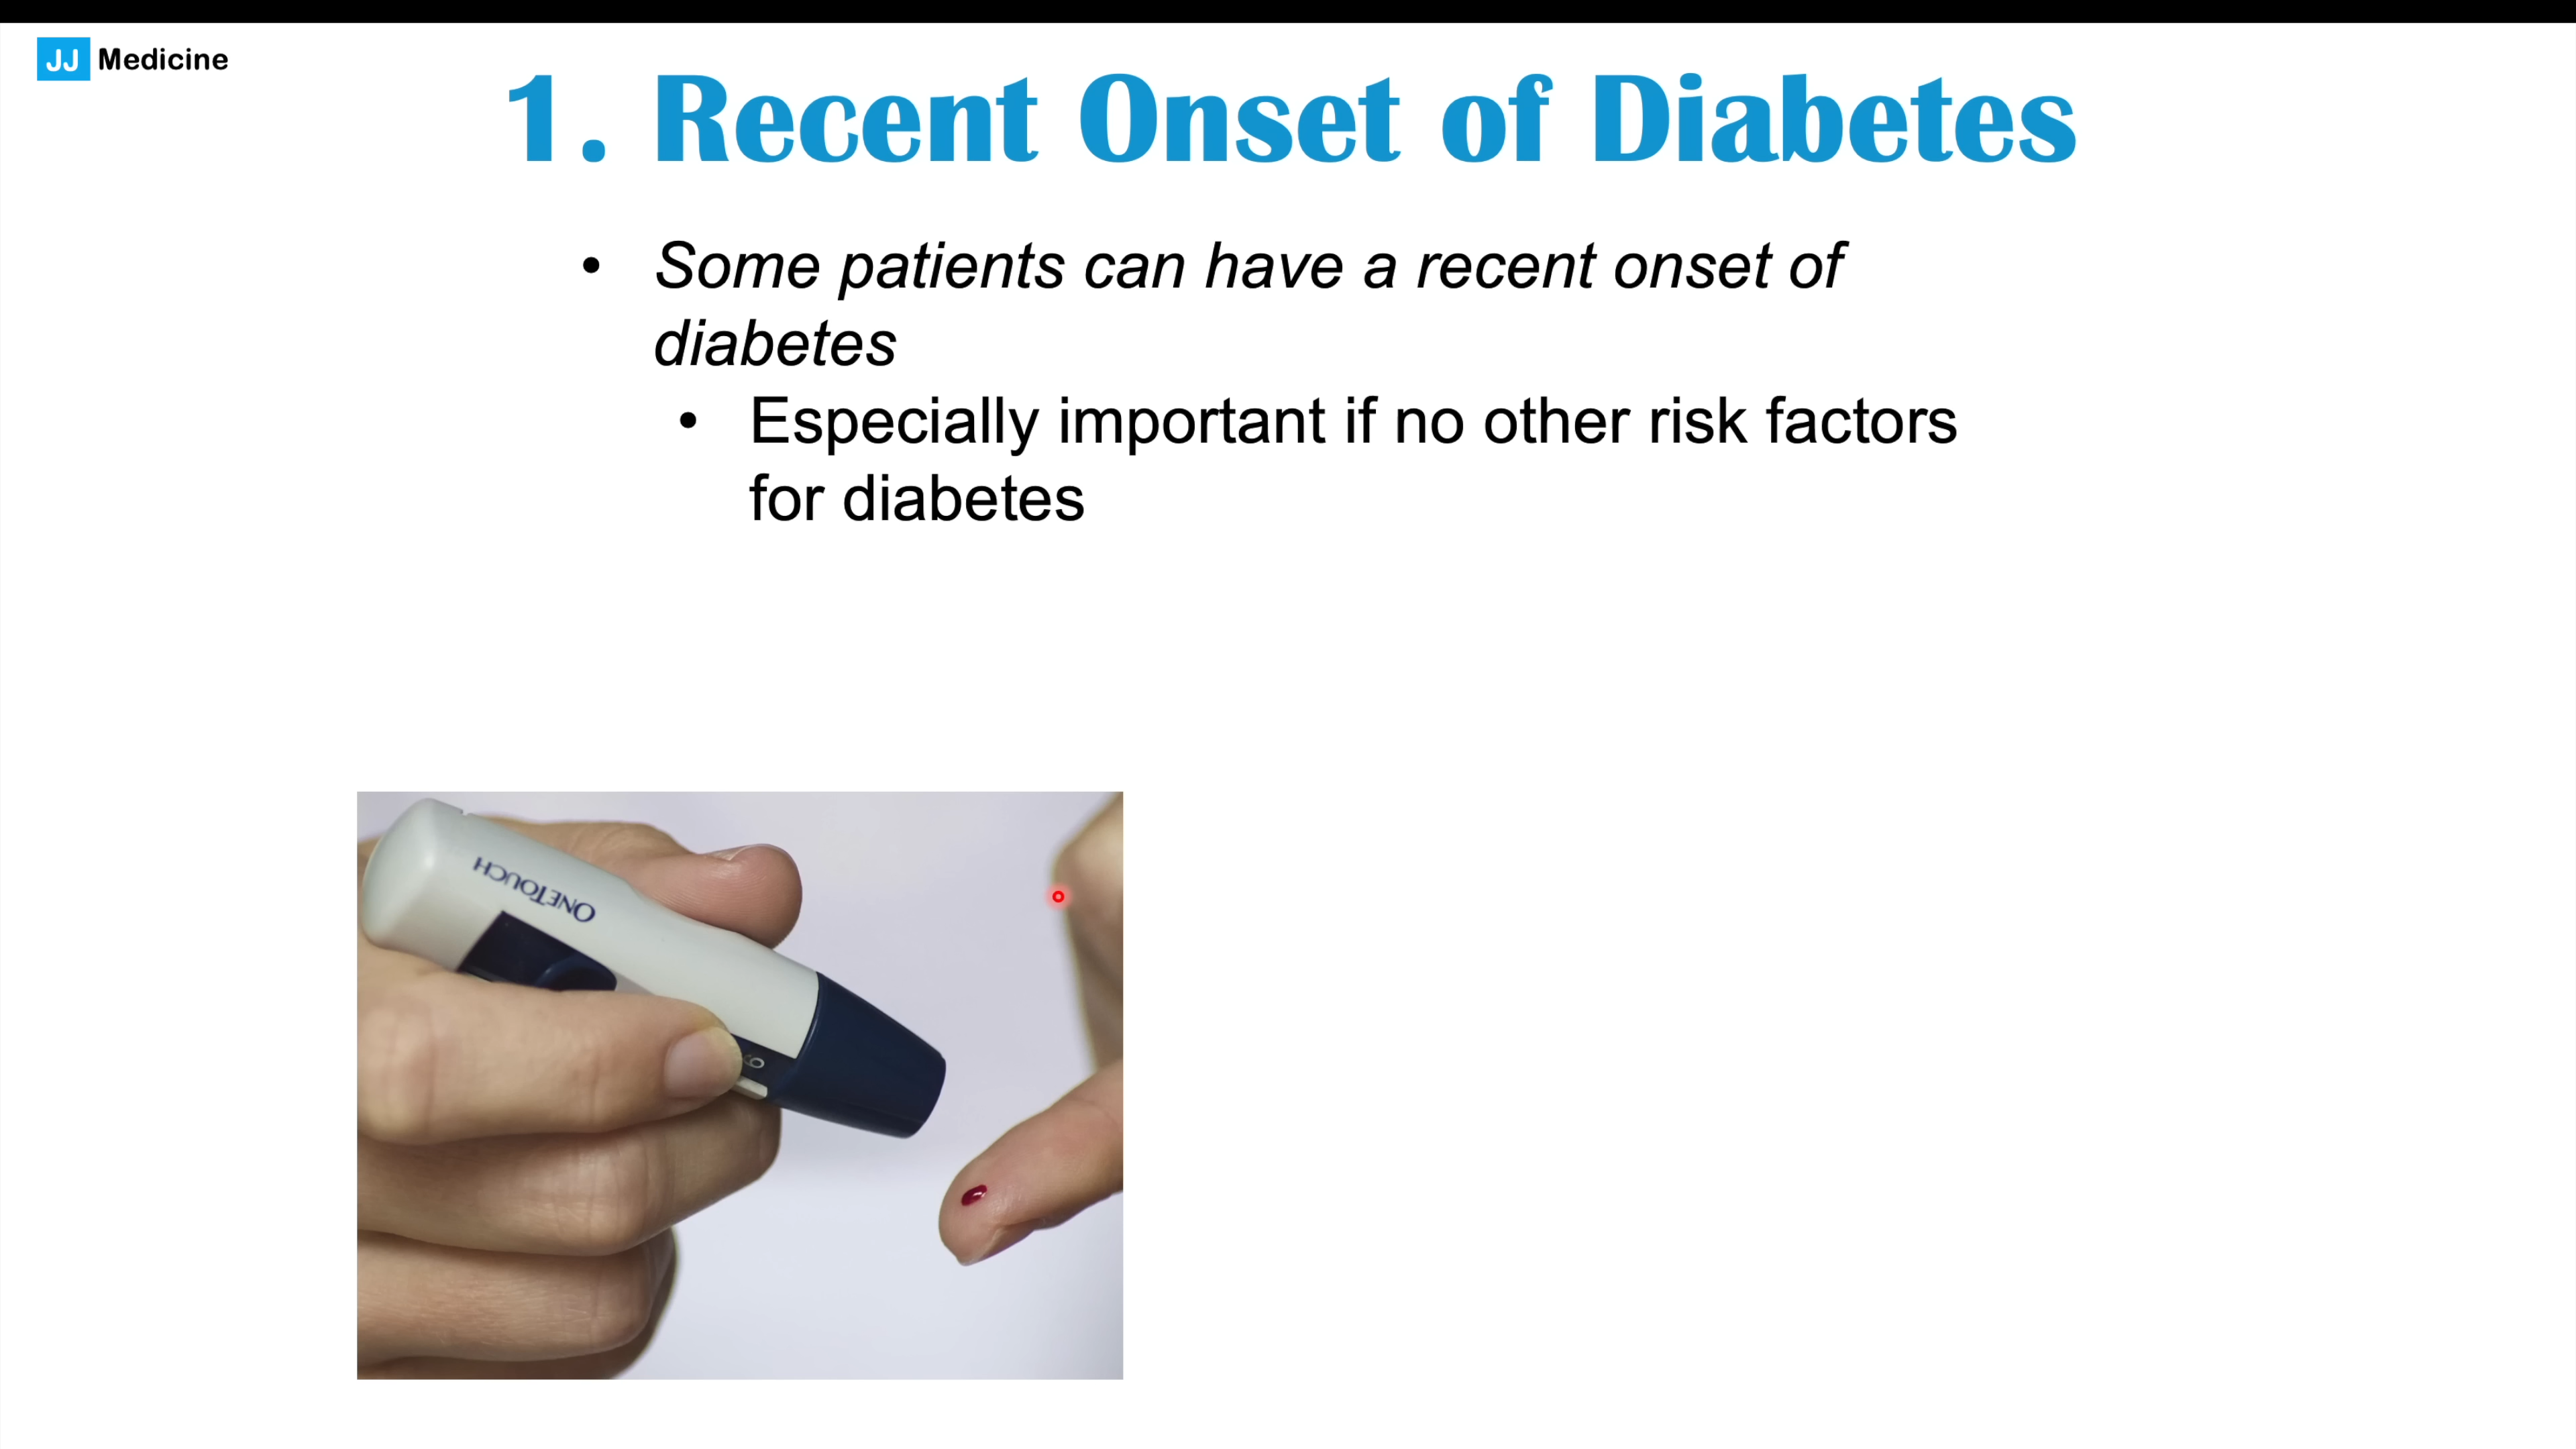 JJ Medicine
1. Recent Onset of Diabetes
• Some patients can have a recent onset of
diabetes
• Especially important if no other risk factors
for diabetes
ONETOUCH
6